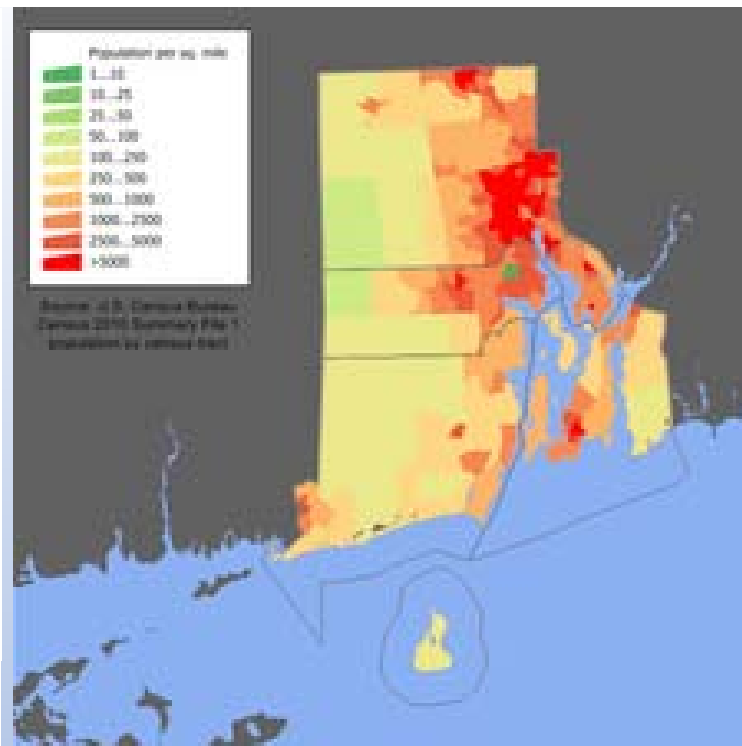 Population per sq. mile
1...10
10...25
25...50
50...100
100...250
250...500
500...1000
1000...2500
2500...5000
>5000
Source: U.S. Census Bureau
Census 2010 Summary File 1
population by census tract